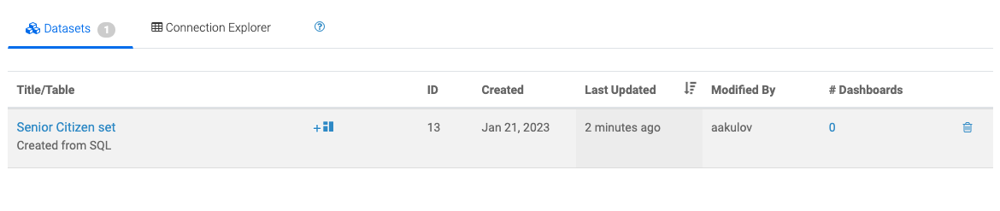 Datasets 1 Connection Explorer ?
Title/Table ID Created Last Updated Modified By # Dashboards
Senior Citizen set + 13 Jan 21, 2023 2 minutes ago aakulov 0
Created from SQL